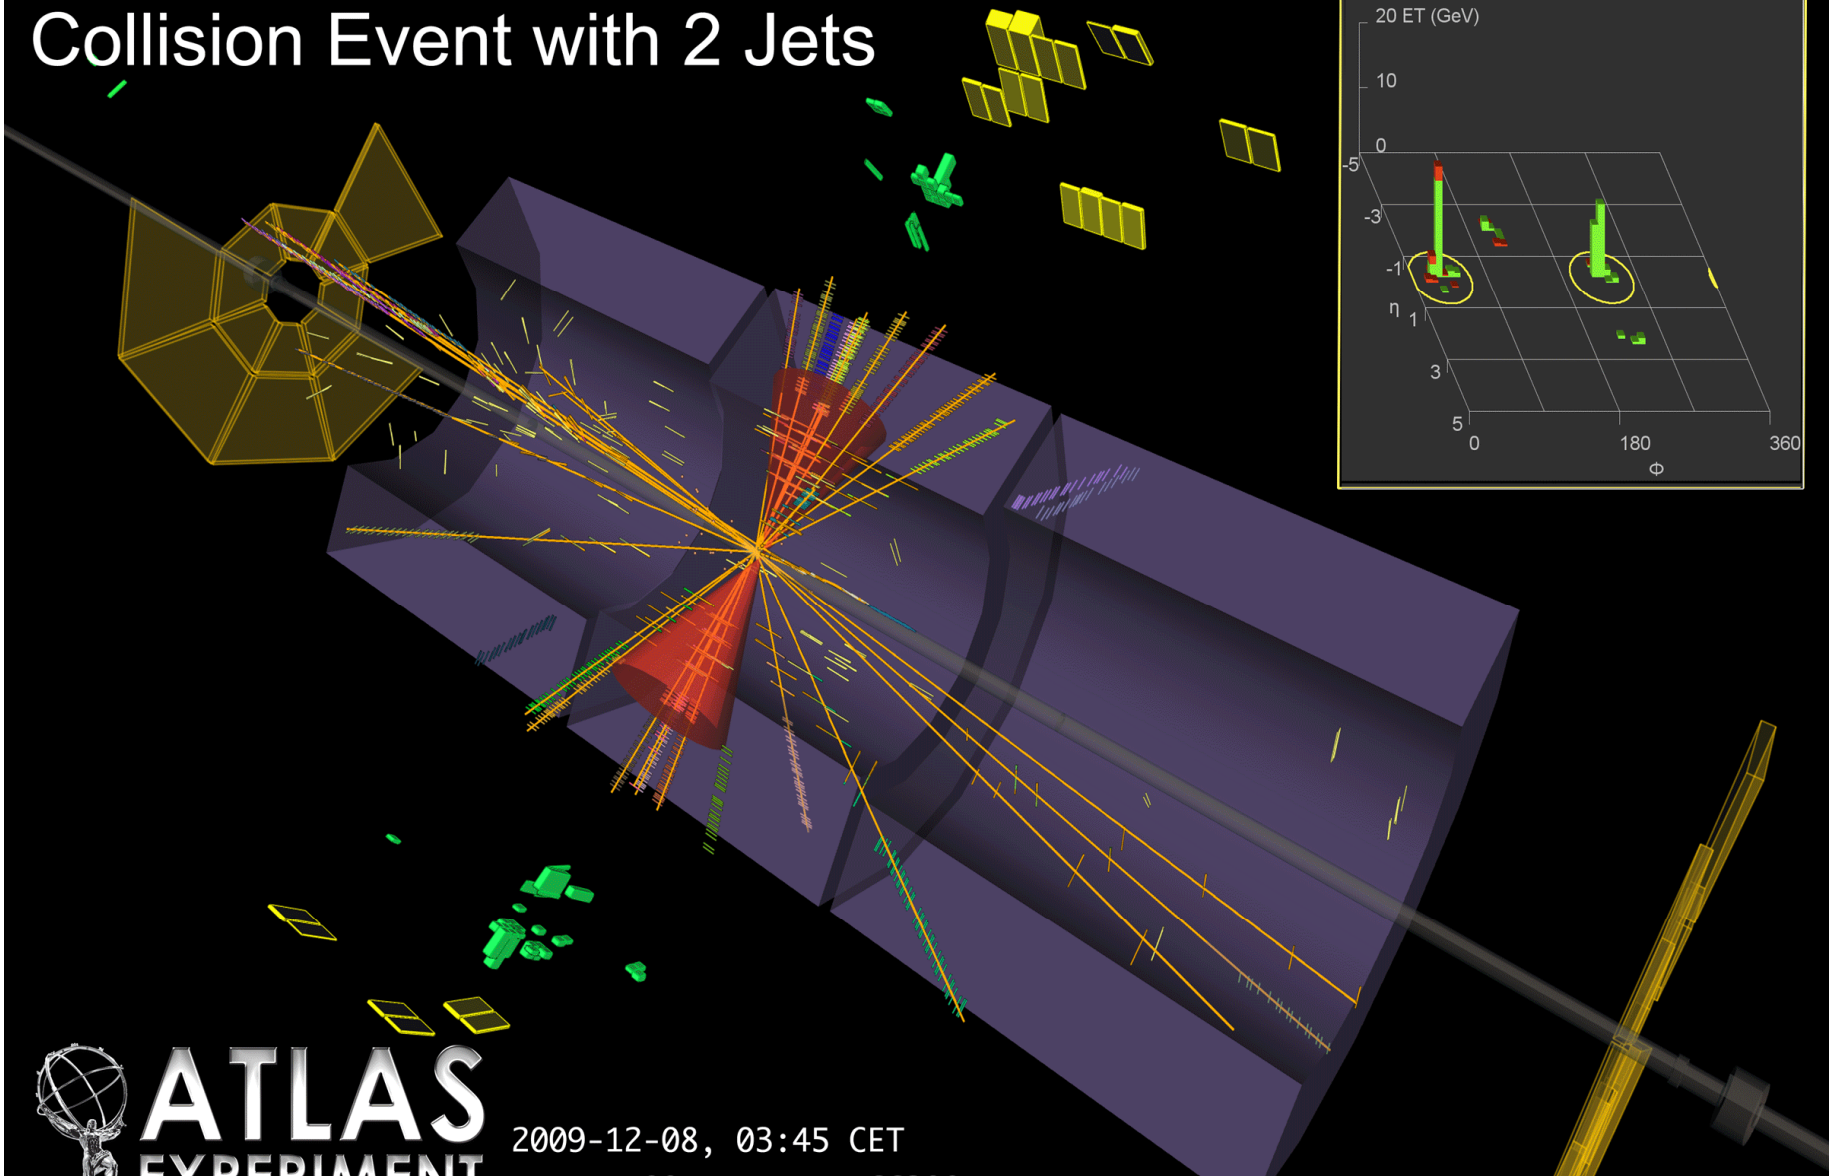 Collision Event with 2 Jets
20 ET (GeV)
10
0
-5
-3
-1
η
1
3
5
0
180
360
Φ
ATLAS
EXPERIMENT
2009-12-08, 03:45 CET